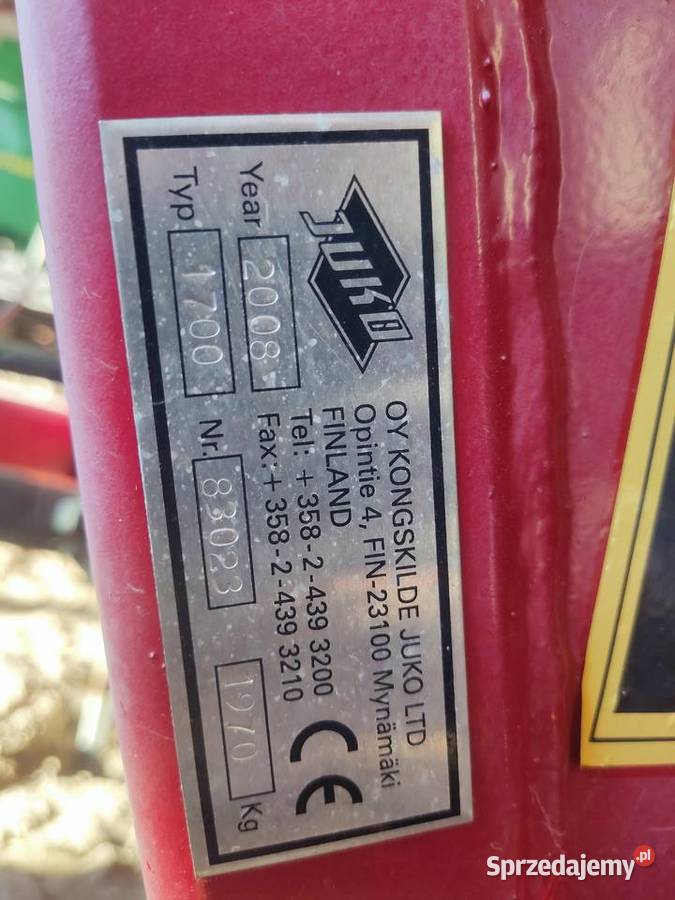 JUKO
OY KONGSKILDE JUKO LTD
Opintie 4, FIN-23100 Mynämäki
FINLAND
Tel: +358-2-439 3200
Fax:+358-2-439 3210
Year 2008
Typ 1700 Nr. 83023 1970 Kg
CE
Sprzedajemy.pl